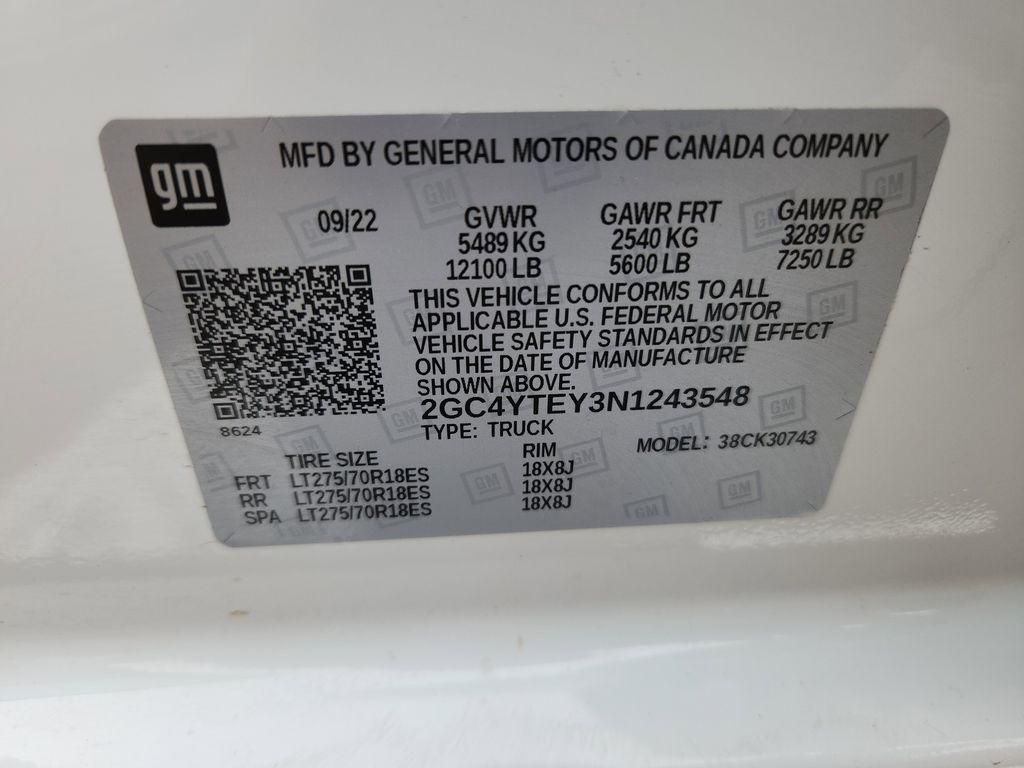 gm
MFD BY GENERAL MOTORS OF CANADA COMPANY
09/22 GVWR GAWR FRT GAWR RR
5489 KG 2540 KG 3289 KG
12100 LB 5600 LB 7250 LB
THIS VEHICLE CONFORMS TO ALL
APPLICABLE U.S. FEDERAL MOTOR
VEHICLE SAFETY STANDARDS IN EFFECT
ON THE DATE OF MANUFACTURE
SHOWN ABOVE.
2GC4YTEY3N1243548
8624
TYPE: TRUCK MODEL: 38CK30743
TIRE SIZE RIM
FRT LT275/70R18ES 18X8J
RR LT275/70R18ES 18X8J
SPA LT275/70R18ES 18X8J